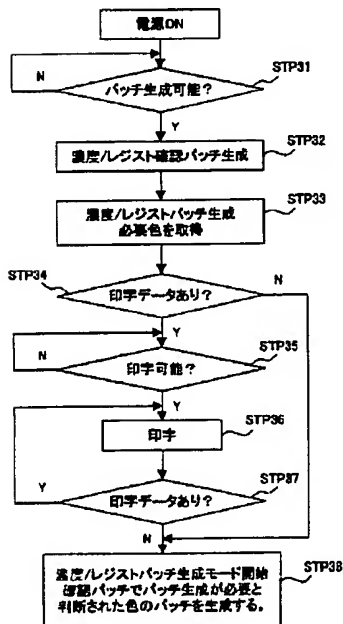 電源ON
STP31
N
パッチ生成可能?
Y
STP32
濃度/レジスト確認パッチ生成
STP33
濃度/レジストパッチ生成
必要色を取得
STP34
N
印字データあり?
Y
STP35
N
印字可能?
Y
STP36
印字
STP37
Y
印字データあり?
N
STP38
濃度/レジストパッチ生成モード開始
確認パッチでパッチ生成が必要と
判断された色のパッチを生成する。